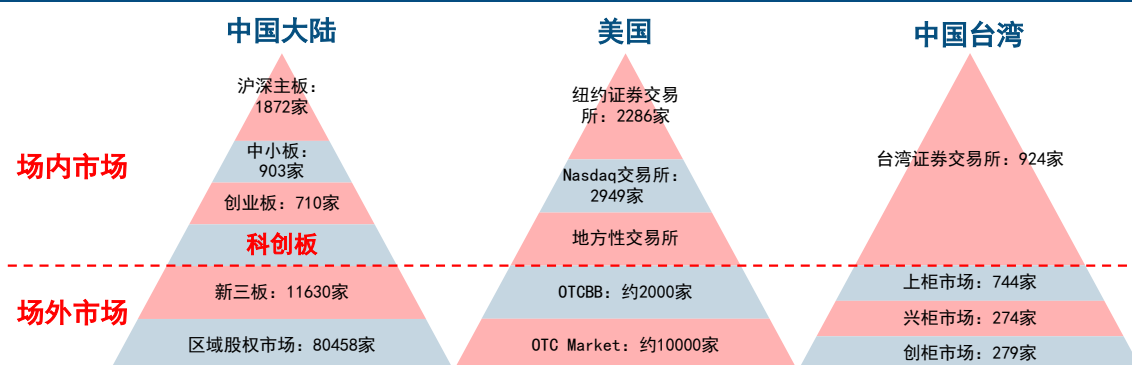 中国大陆
美国
中国台湾
场内市场
场外市场
沪深主板：
1872家
中小板：
903家
创业板：710家
科创板
新三板：11630家
区域股权市场：80458家
纽约证券交易
所：2286家
Nasdaq交易所：
2949家
地方性交易所
OTCBB：约2000家
OTC Market：约10000家
台湾证券交易所：924家
上柜市场：744家
兴柜市场：274家
创柜市场：279家